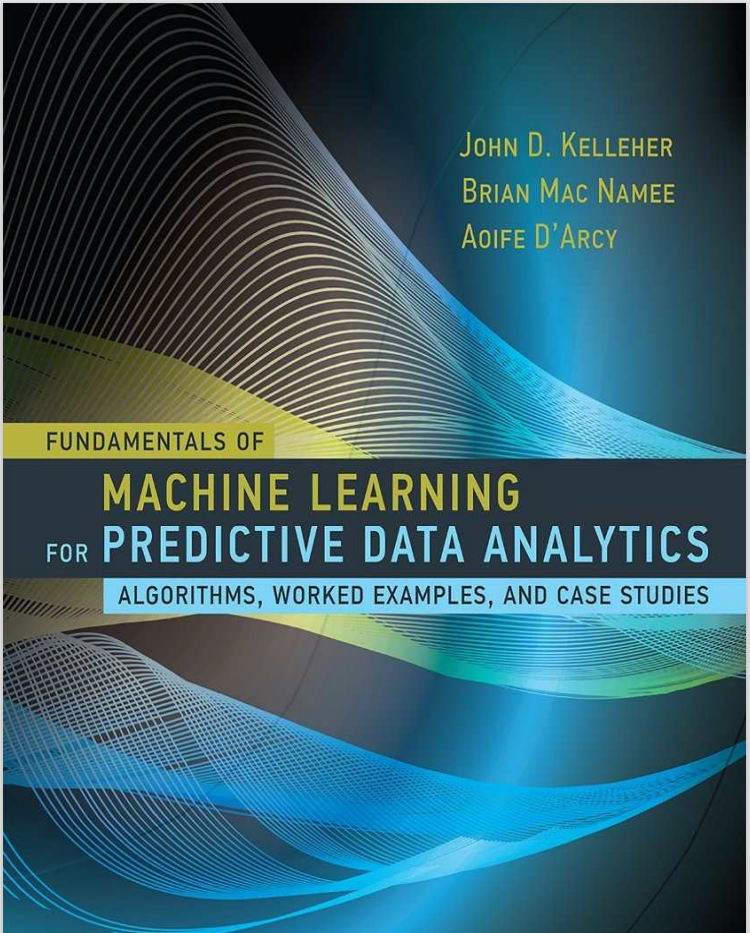 JOHN D. KELLEHER
BRIAN MAC NAMEE
AOIFE D'ARCY
FUNDAMENTALS OF
MACHINE LEARNING
FOR PREDICTIVE DATA ANALYTICS
ALGORITHMS, WORKED EXAMPLES, AND CASE STUDIES